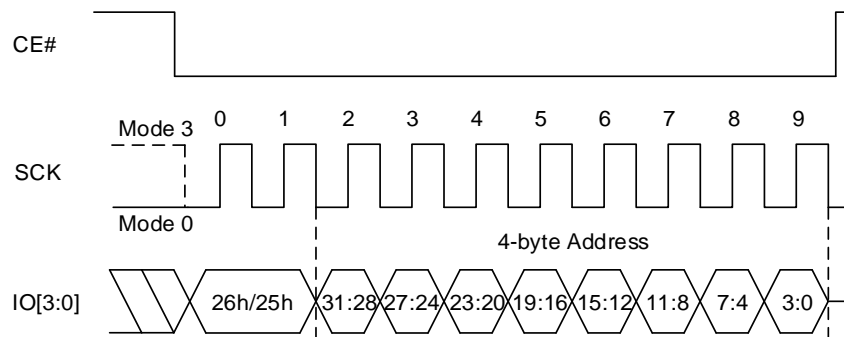 CE#
Mode 3
0 1 2 3 4 5 6 7 8 9
SCK
Mode 0
4-byte Address
IO[3:0]
26h/25h 31:28 27:24 23:20 19:16 15:12 11:8 7:4 3:0